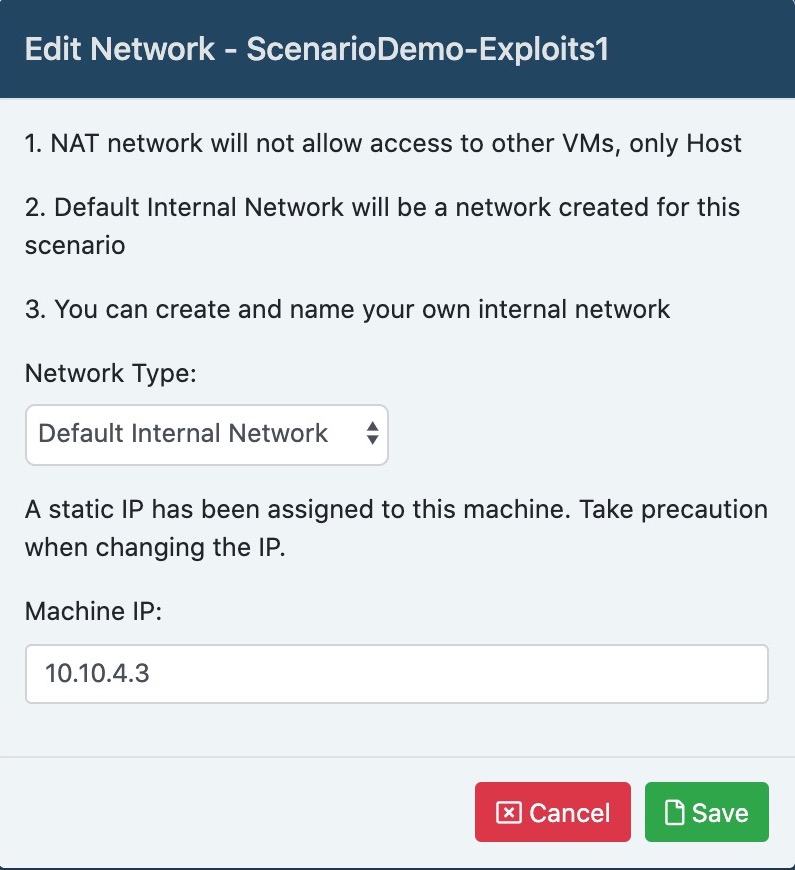 Edit Network - ScenarioDemo-Exploits1
1. NAT network will not allow access to other VMs, only Host
2. Default Internal Network will be a network created for this
scenario
3. You can create and name your own internal network
Network Type:
Default Internal Network
A static IP has been assigned to this machine. Take precaution
when changing the IP.
Machine IP:
10.10.4.3
Cancel
Save